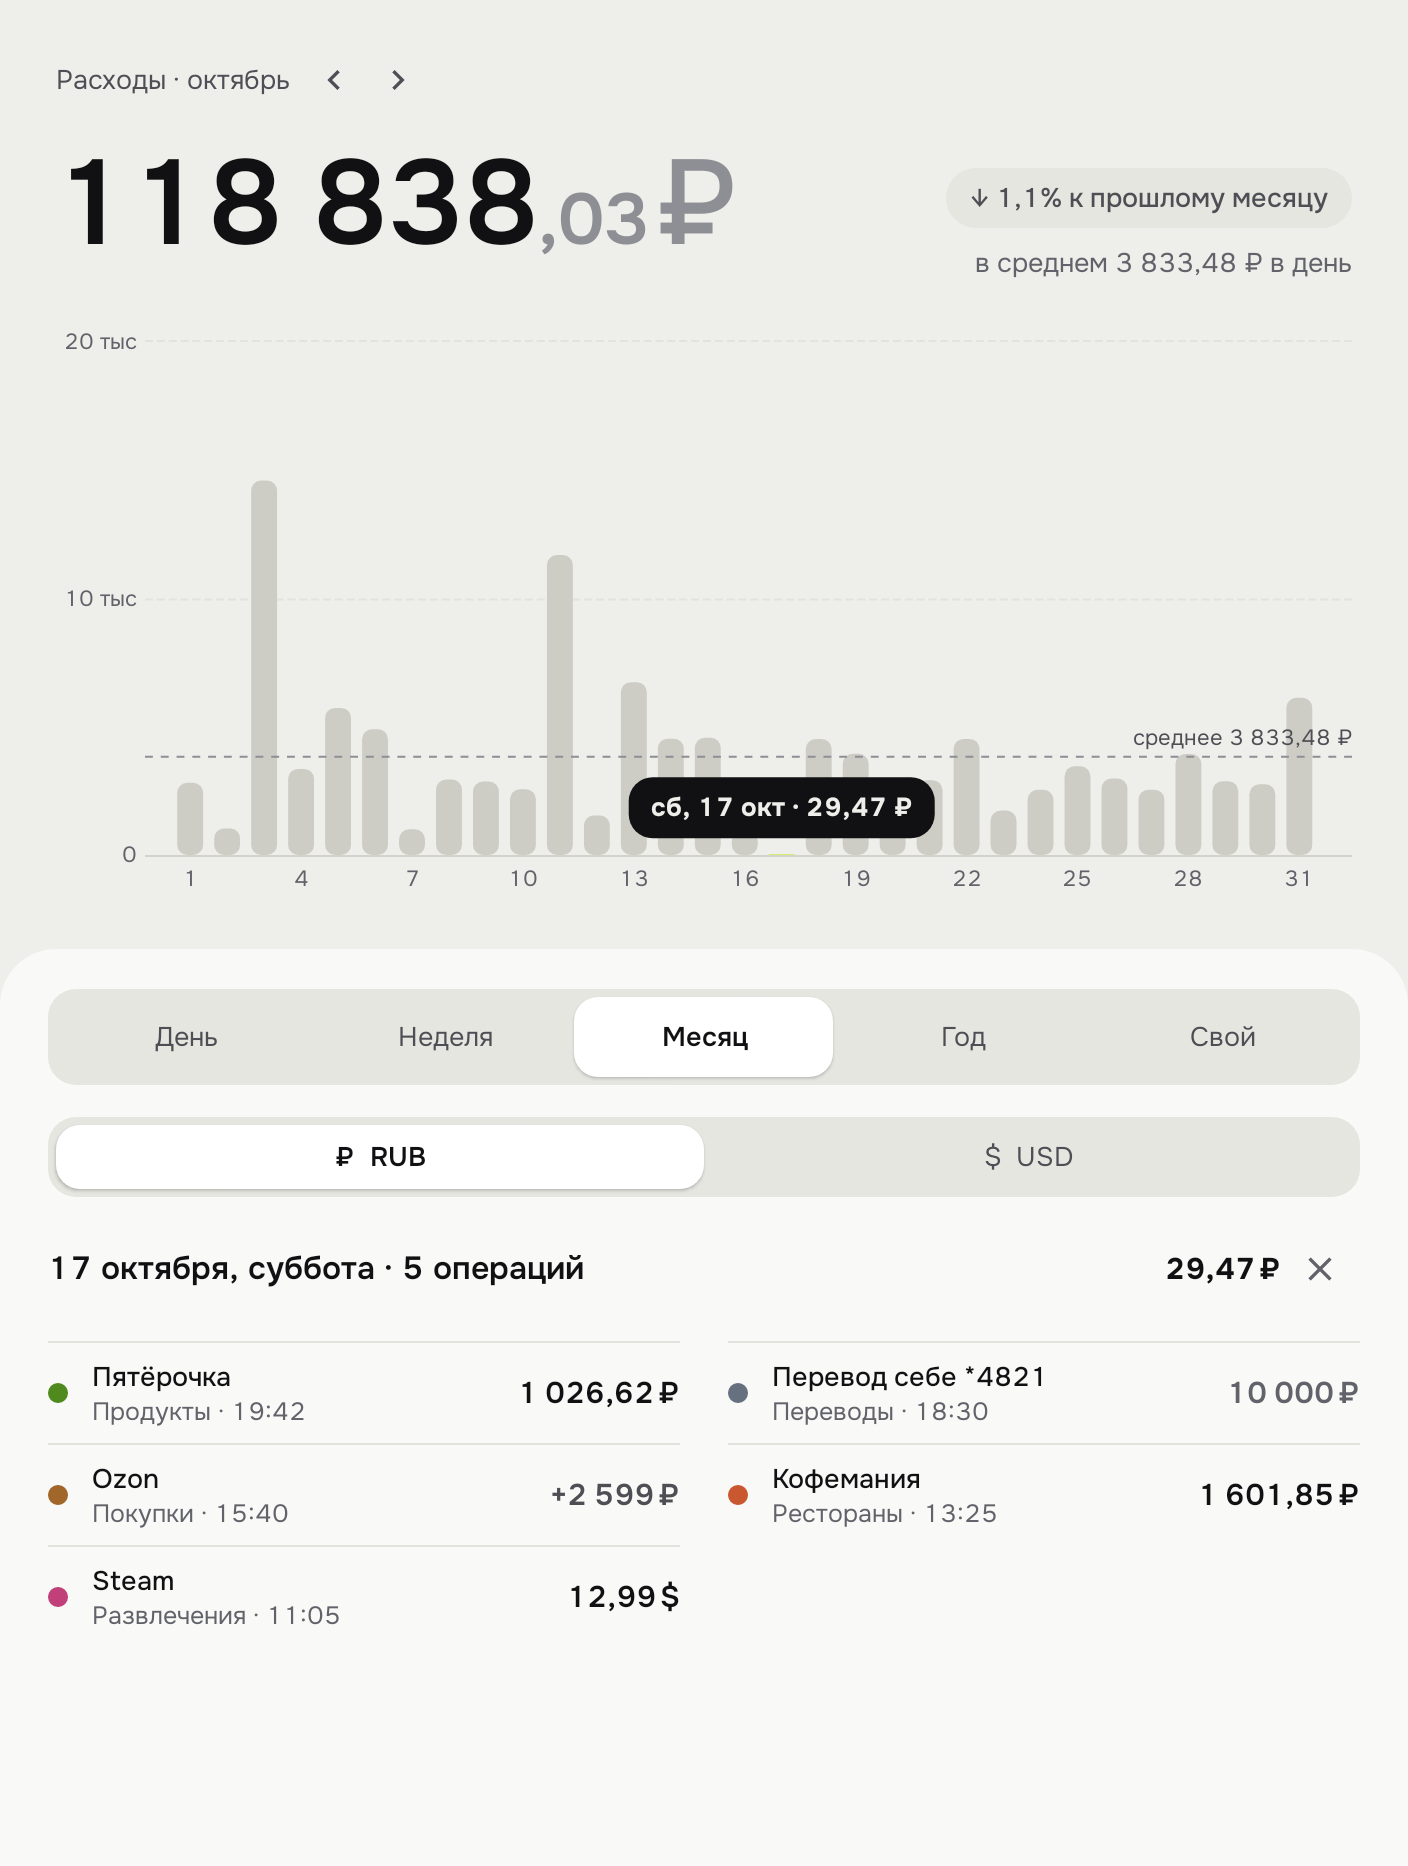 Расходы · октябрь
118 838,03 ₽
↓ 1,1% к прошлому месяцу
в среднем 3 833,48 ₽ в день
20 тыс
10 тыс
среднее 3 833,48 ₽
сб, 17 окт · 29,47 ₽
0
1 4 7 10 13 16 19 22 25 28 31
День Неделя Месяц Год Свой
₽ RUB $ USD
17 октября, суббота · 5 операций 29,47 ₽
Пятёрочка
Продукты · 19:42
1 026,62 ₽
Перевод себе *4821
Переводы · 18:30
10 000 ₽
Ozon
Покупки · 15:40
+2 599 ₽
Кофемания
Рестораны · 13:25
1 601,85 ₽
Steam
Развлечения · 11:05
12,99 $